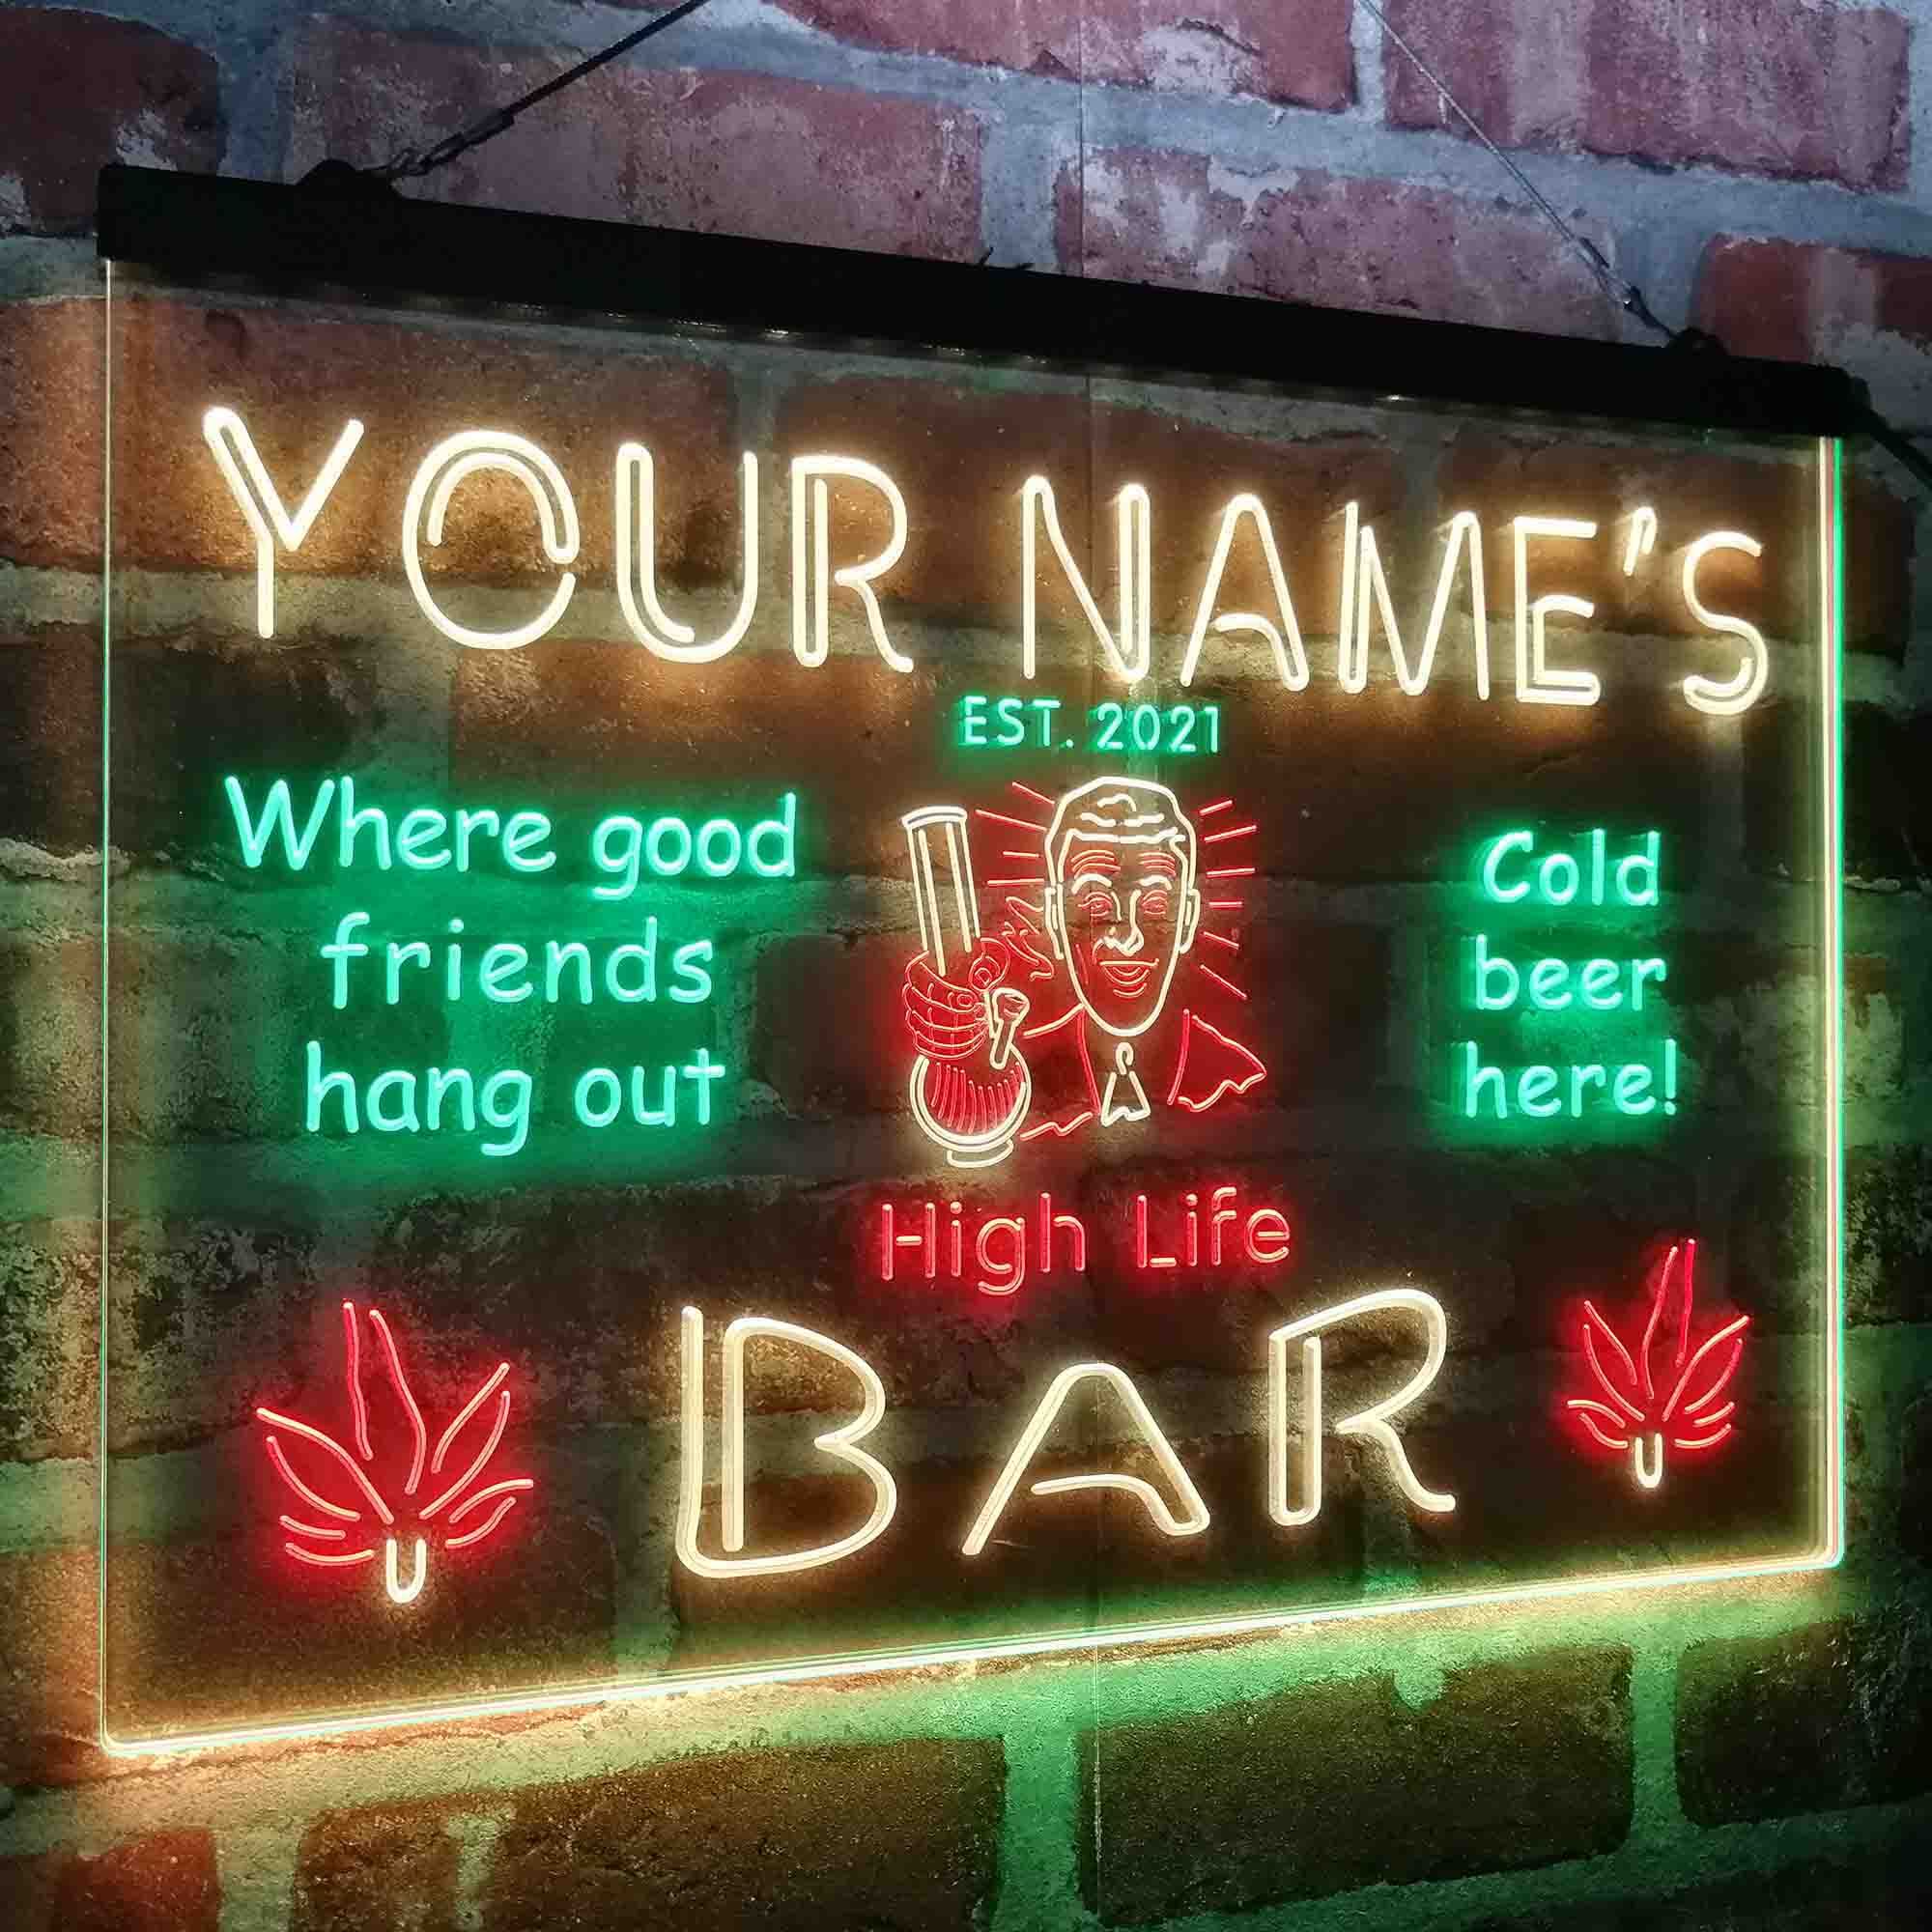 YOUR NAME'S
EST. 2021
Where good
friends
hang out
Cold
beer
here!
High Life
BAR